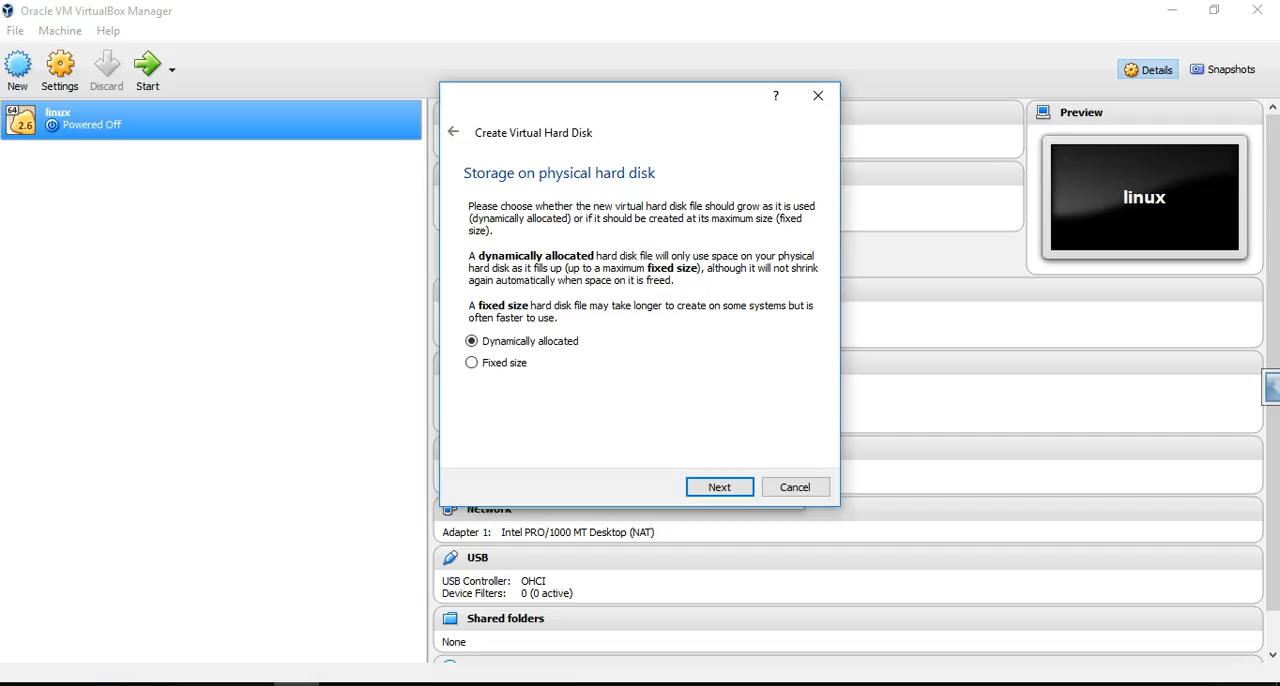 Oracle VM VirtualBox Manager
File Machine Help
New Settings Discard Start
Details Snapshots
64
2.6
linux
Powered Off
Preview
linux
?
Create Virtual Hard Disk
Storage on physical hard disk
Please choose whether the new virtual hard disk file should grow as it is used
(dynamically allocated) or if it should be created at its maximum size (fixed
size).
A dynamically allocated hard disk file will only use space on your physical
hard disk as it fills up (up to a maximum fixed size), although it will not shrink
again automatically when space on it is freed.
A fixed size hard disk file may take longer to create on some systems but is
often faster to use.
Dynamically allocated
Fixed size
Next Cancel
Network
Adapter 1: Intel PRO/1000 MT Desktop (NAT)
USB
USB Controller: OHCI
Device Filters: 0 (0 active)
Shared folders
None